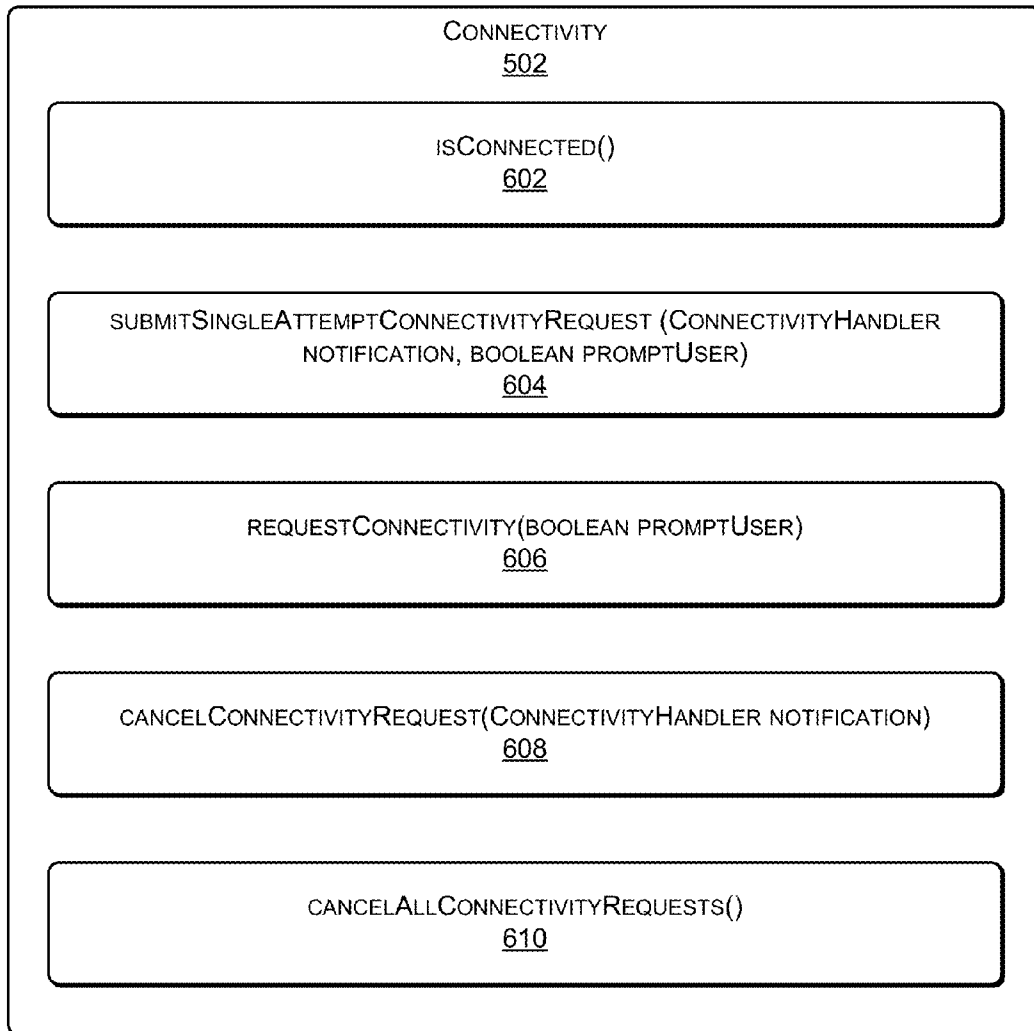 CONNECTIVITY
502
ISCONNECTED()
602
SUBMITSINGLEATTEMPTCONNECTIVITYREQUEST (CONNECTIVITYHANDLER
NOTIFICATION, BOOLEAN PROMPTUSER)
604
REQUESTCONNECTIVITY(BOOLEAN PROMPTUSER)
606
CANCELCONNECTIVITYREQUEST(CONNECTIVITYHANDLER NOTIFICATION)
608
CANCELALLCONNECTIVITYREQUESTS()
610